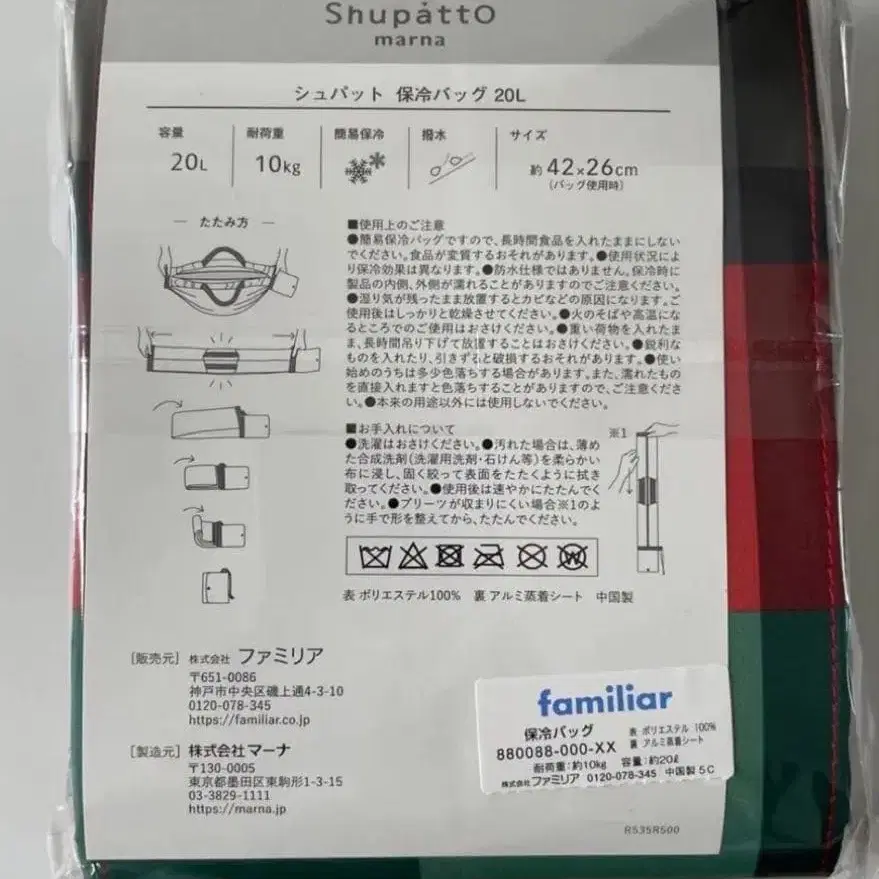 Shupatto
marna
シュパット 保冷バッグ 20L
容量
20L
耐荷重
10kg
簡易保冷
撥水
サイズ
約 42×26cm
(バッグ使用時)
― たたみ方 ―
■使用上のご注意
●簡易保冷バッグですので、長時間食品を入れたままにしない
でください。食品が変質するおそれがあります。●使用状況によ
り保冷効果は異なります。●防水仕様ではありません。保冷時に
製品の内側、外側が濡れることがありますのでご注意ください。
●湿り気が残ったまま放置するとカビなどの原因になります。ご
使用後はしっかりと乾燥させてください。●火のそばや高温にな
るところでのご使用はおさけください。●重い荷物を入れたま
ま、長時間吊り下げて放置することはおさけください。●鋭利な
ものを入れたり、引きずると破損するおそれがあります。●使い
始めのうちは多少色落ちする場合があります。また、濡れたもの
を直接入れますと色落ちすることがありますので、ご注意くださ
い。●本来の用途以外には使用しないでください。
■お手入れについて
●洗濯はおさけください。●汚れた場合は、薄め
た合成洗剤(洗濯用洗剤・石けん等)を柔らかい
布に浸し、固く絞って表面をたたくように拭き
取ってください。●使用後は速やかにたたんでく
ださい。●プリーツが収まりにくい場合※1のよ
うに手で形を整えてから、たたんでください。
※1
表 ポリエステル100% 裏 アルミ蒸着シート 中国製
[販売元] 株式会社 ファミリア
〒651-0086
神戸市中央区磯上通4-3-10
0120-078-345
https://familiar.co.jp
[製造元] 株式会社マーナ
〒130-0005
東京都墨田区東駒形1-3-15
03-3829-1111
https://marna.jp
familiar
保冷バッグ
880088-000-XX
表 ポリエステル 100%
裏 アルミ蒸着シート
耐荷重:約10kg 容量:約20ℓ
株式会社ファミリア 0120-078-345 中国製 5C
R535R500